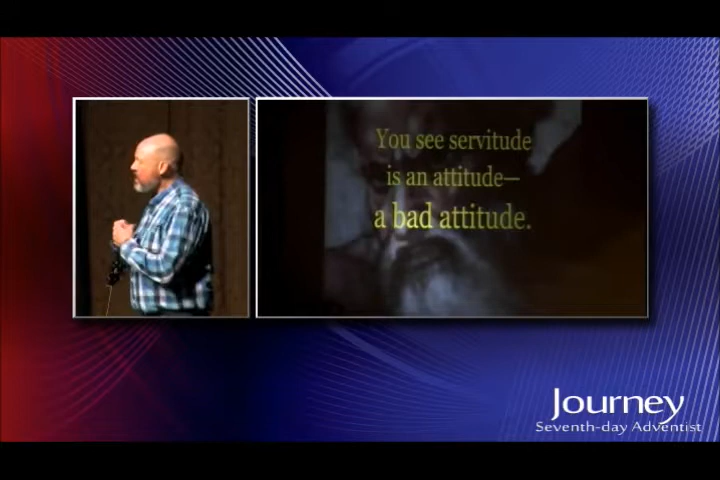 You see servitude
is an attitude—
a bad attitude.
Journey
Seventh-day Adventist